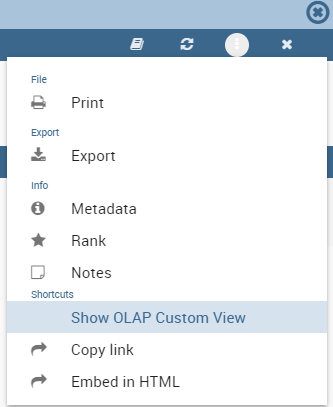 File
Print
Export
Export
Info
Metadata
Rank
Notes
Shortcuts
Show OLAP Custom View
Copy link
Embed in HTML